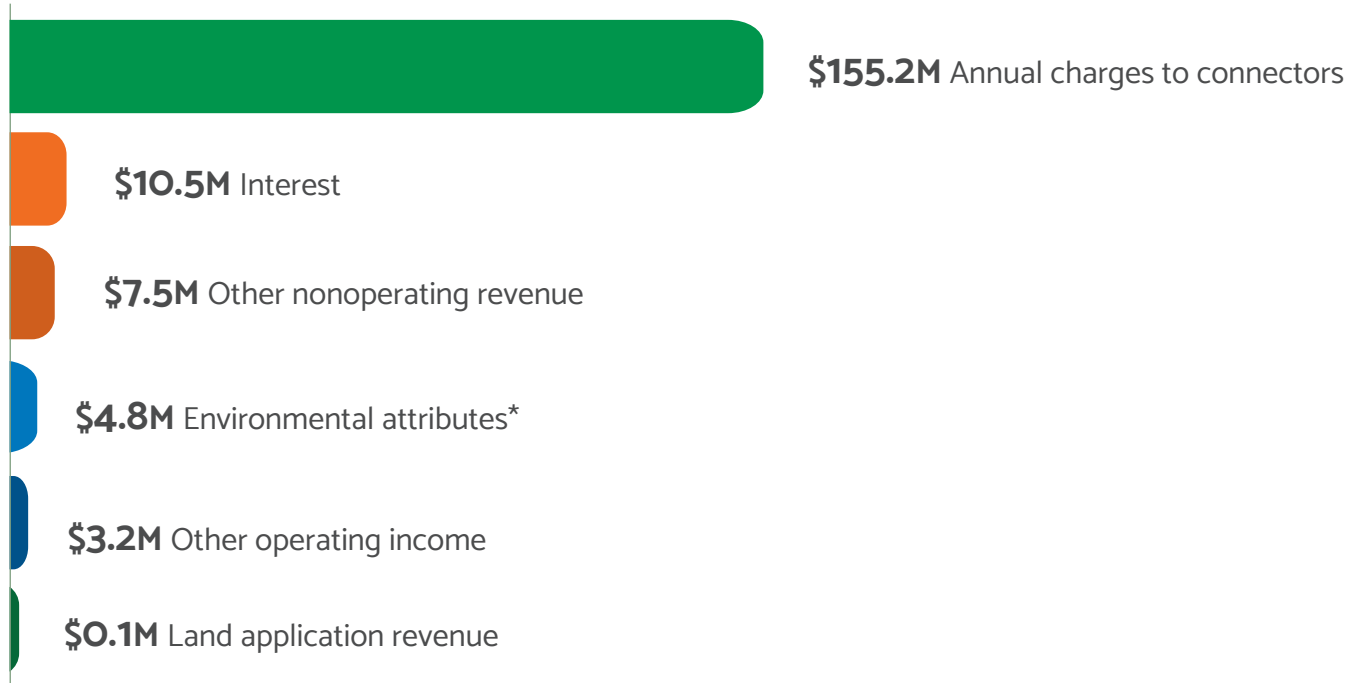 $155.2M Annual charges to connectors
$10.5M Interest
$7.5M Other nonoperating revenue
$4.8M Environmental attributes*
$3.2M Other operating income
$0.1M Land application revenue